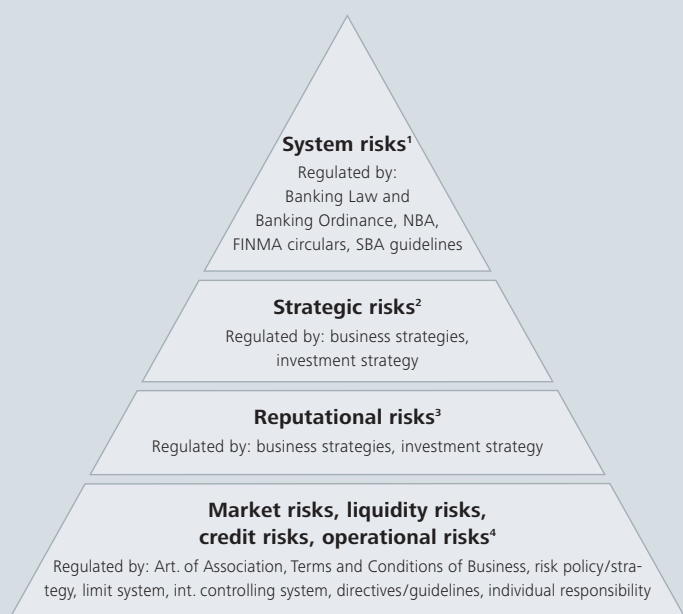 System risks¹
Regulated by:
Banking Law and
Banking Ordinance, NBA,
FINMA circulars, SBA guidelines
Strategic risks²
Regulated by: business strategies,
investment strategy
Reputational risks³
Regulated by: business strategies, investment strategy
Market risks, liquidity risks,
credit risks, operational risks⁴
Regulated by: Art. of Association, Terms and Conditions of Business, risk policy/stra-
tegy, limit system, int. controlling system, directives/guidelines, individual responsibility